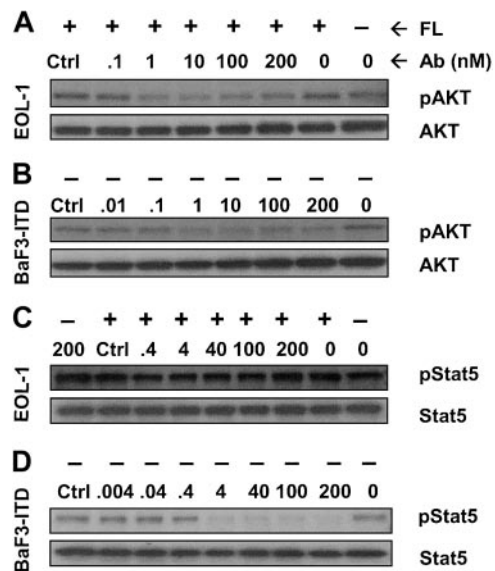 A + + + + + + + – ← FL
Ctrl .1 1 10 100 200 0 0 ← Ab (nM)
EOL-1
pAKT
AKT
B – – – – – – – –
Ctrl .01 .1 1 10 100 200 0
BaF3-ITD
pAKT
AKT
C – + + + + + + + –
200 Ctrl .4 4 40 100 200 0 0
EOL-1
pStat5
Stat5
D – – – – – – – – –
Ctrl .004 .04 .4 4 40 100 200 0
BaF3-ITD
pStat5
Stat5